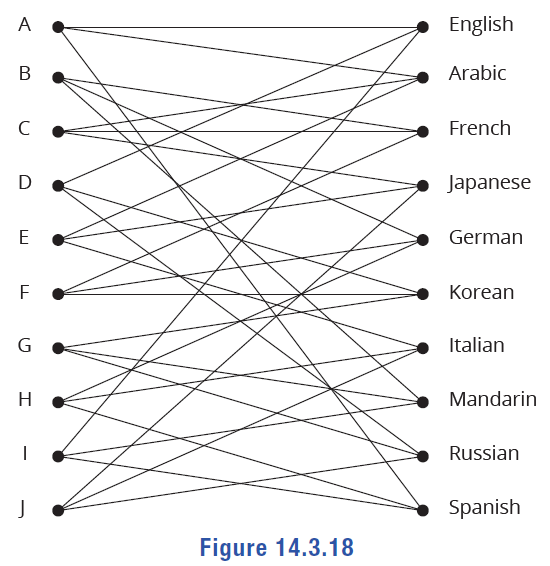 A English
B Arabic
C French
D Japanese
E German
F Korean
G Italian
H Mandarin
I Russian
J Spanish
Figure 14.3.18